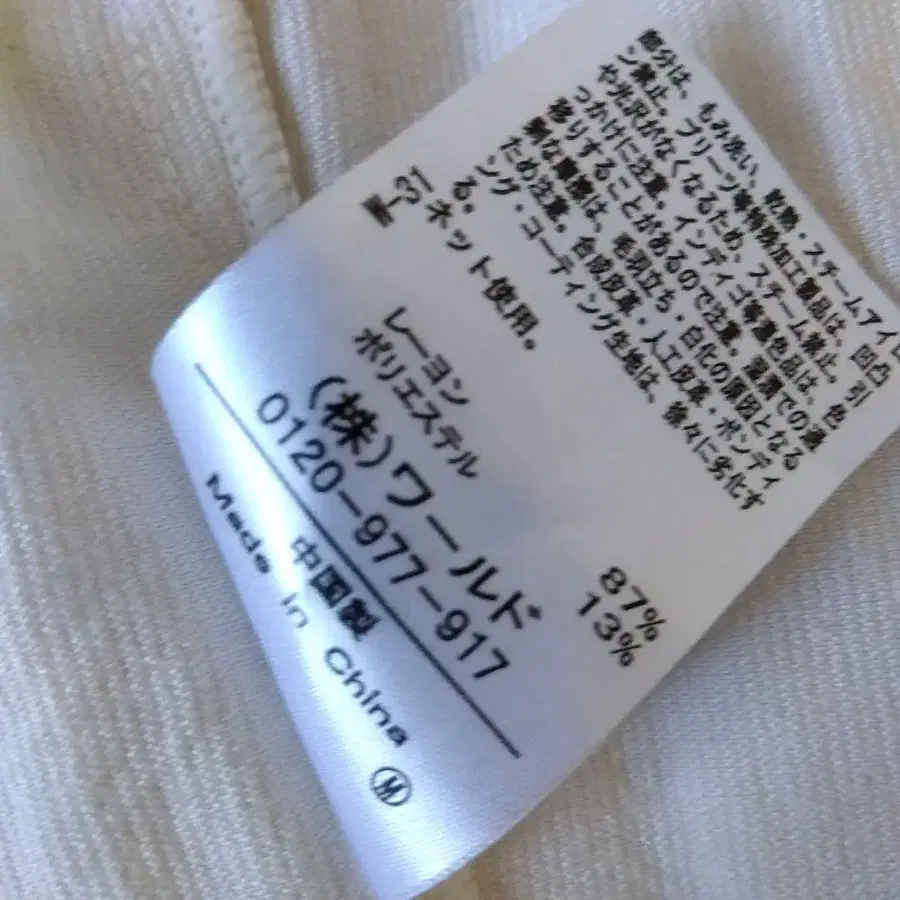 部分は、もみ洗い、乾熱・スチームアイロ
ン禁止。プリーツ等特殊加工製品は、凹凸
や光沢がなくなるため、スチーム禁止。引
っかけに注意。インディゴ等濃色品は、色
移りすることがあるので注意。湿潤での過
剰な摩擦は、毛羽立ち・白化の原因となる
ため注意。合成皮革・人工皮革・ボンディ
ング・コーティング生地は、徐々に劣化す
る。
ネット使用。
レーヨン 87%
ポリエステル 13%
(株)ワールド
0120-977-917
中国製
Made in China
M